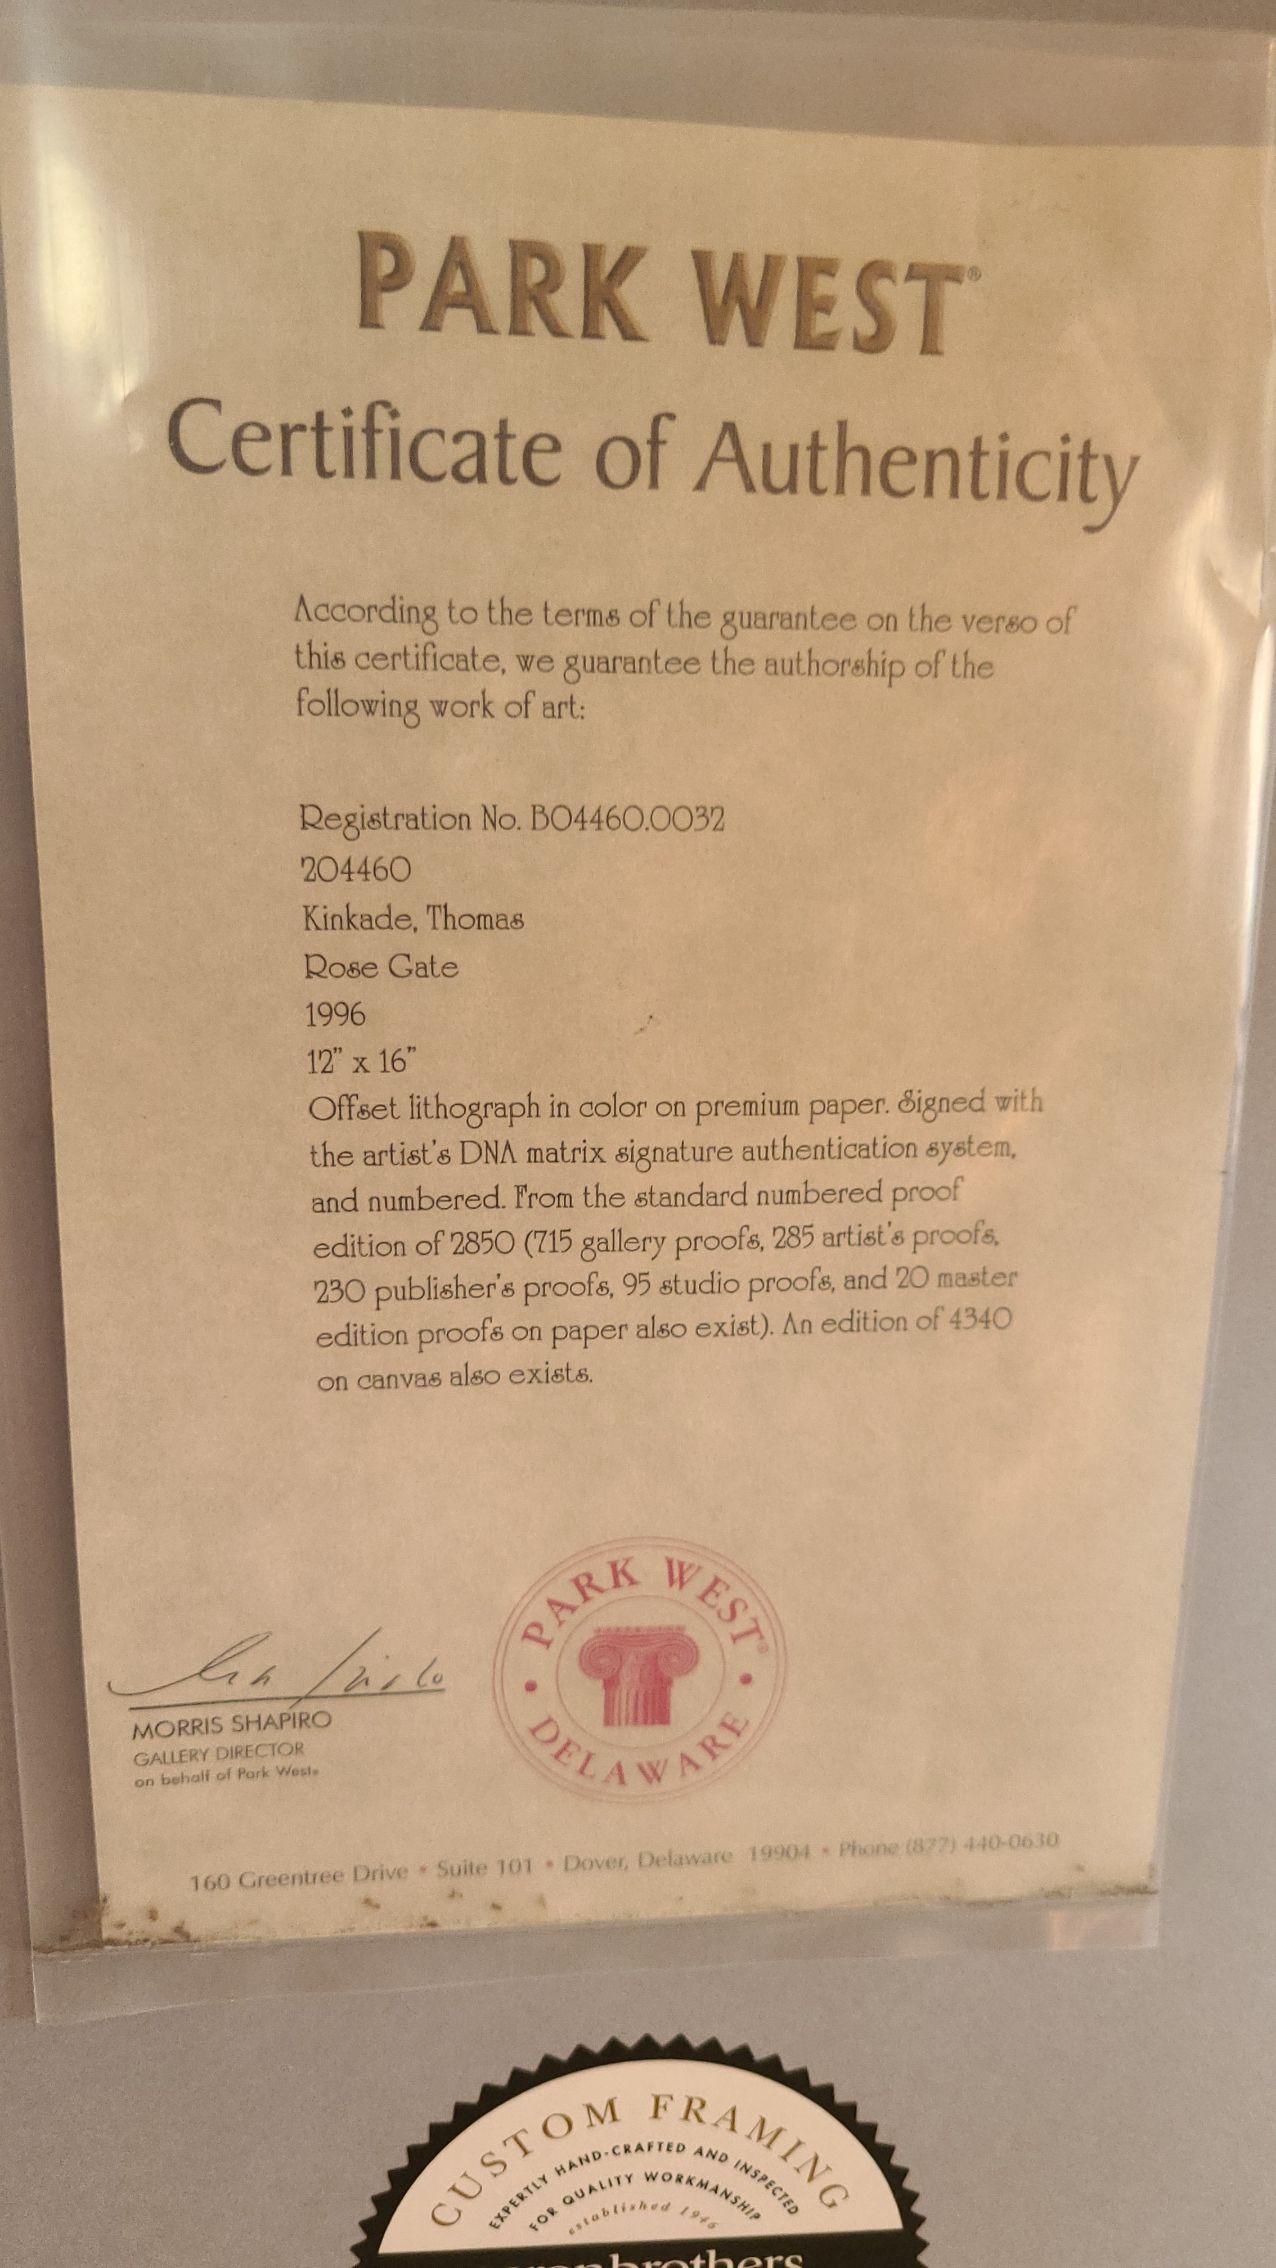 PARK WEST®
Certificate of Authenticity
According to the terms of the guarantee on the verso of
this certificate, we guarantee the authorship of the
following work of art:
Registration No. B04460.0032
204460
Kinkade, Thomas
Rose Gate
1996
12" x 16"
Offset lithograph in color on premium paper. Signed with
the artist's DNA matrix signature authentication system,
and numbered. From the standard numbered proof
edition of 2850 (715 gallery proofs, 285 artist's proofs,
230 publisher's proofs, 95 studio proofs, and 20 master
edition proofs on paper also exist). An edition of 4340
on canvas also exists.
PARK WEST®
• DELAWARE •
MORRIS SHAPIRO
GALLERY DIRECTOR
on behalf of Park West®
160 Greentree Drive • Suite 101 • Dover, Delaware 19904 • Phone (877) 440-0630
CUSTOM FRAMING
EXPERTLY HAND-CRAFTED AND INSPECTED
FOR QUALITY WORKMANSHIP
established 1946